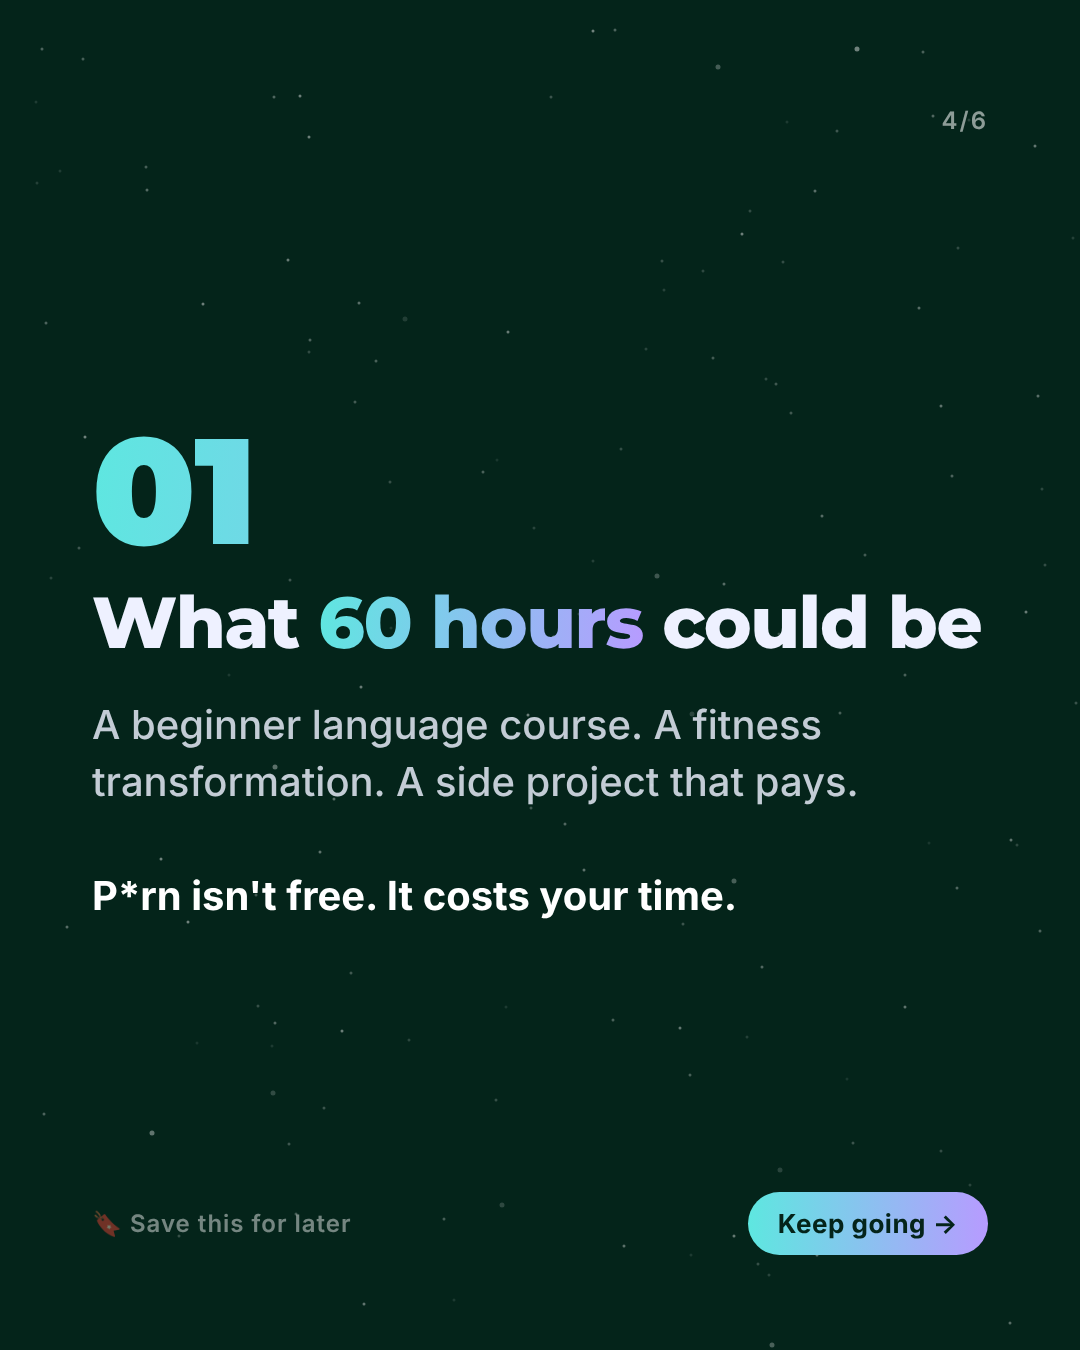 4/6
01
What 60 hours could be
A beginner language course. A fitness
transformation. A side project that pays.
P*rn isn't free. It costs your time.
🔖 Save this for later
Keep going →